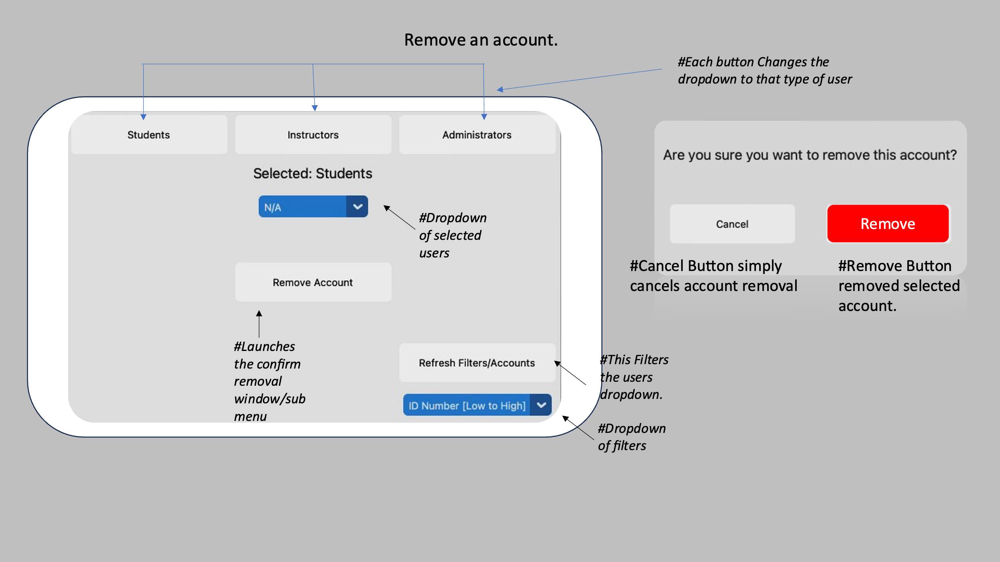 Remove an account.
#Each button Changes the
dropdown to that type of user
Students
Instructors
Administrators
Selected: Students
N/A
#Dropdown
of selected
users
Remove Account
#Launches
the confirm
removal
window/sub
menu
Refresh Filters/Accounts
#This Filters
the users
dropdown.
ID Number [Low to High]
#Dropdown
of filters
Are you sure you want to remove this account?
Cancel
Remove
#Cancel Button simply
cancels account removal
#Remove Button
removed selected
account.